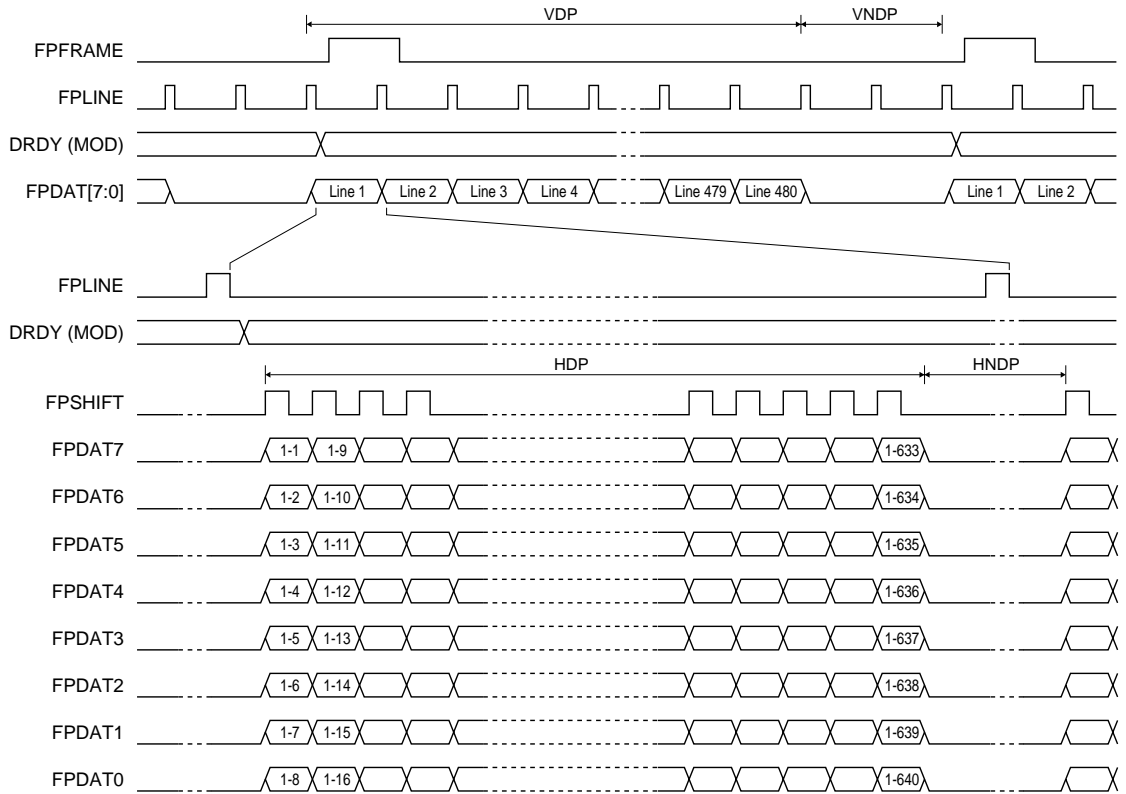 VDP VNDP
FPFRAME
FPLINE
DRDY (MOD)
FPDAT[7:0] Line 1 Line 2 Line 3 Line 4 Line 479 Line 480 Line 1 Line 2
FPLINE
DRDY (MOD)
HDP HNDP
FPSHIFT
FPDAT7 1-1 1-9 1-633
FPDAT6 1-2 1-10 1-634
FPDAT5 1-3 1-11 1-635
FPDAT4 1-4 1-12 1-636
FPDAT3 1-5 1-13 1-637
FPDAT2 1-6 1-14 1-638
FPDAT1 1-7 1-15 1-639
FPDAT0 1-8 1-16 1-640